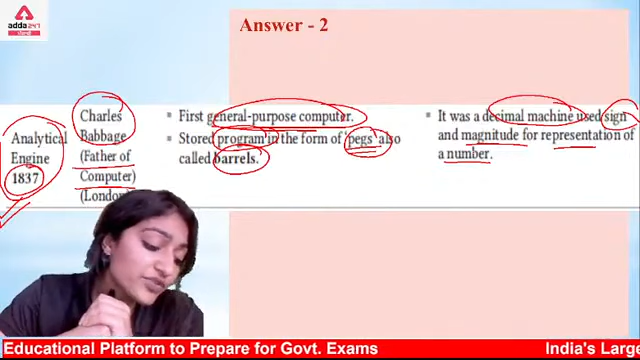 adda247
ਪੰਜਾਬੀ
Answer - 2
Analytical
Engine
1837
Charles
Babbage
(Father of
Computer)
(London
▪ First general-purpose computer.
▪ Stored program in the form of 'pegs' also
called barrels.
▪ It was a decimal machine used sign
and magnitude for representation of
a number.
Educational Platform to Prepare for Govt. Exams
India's Large